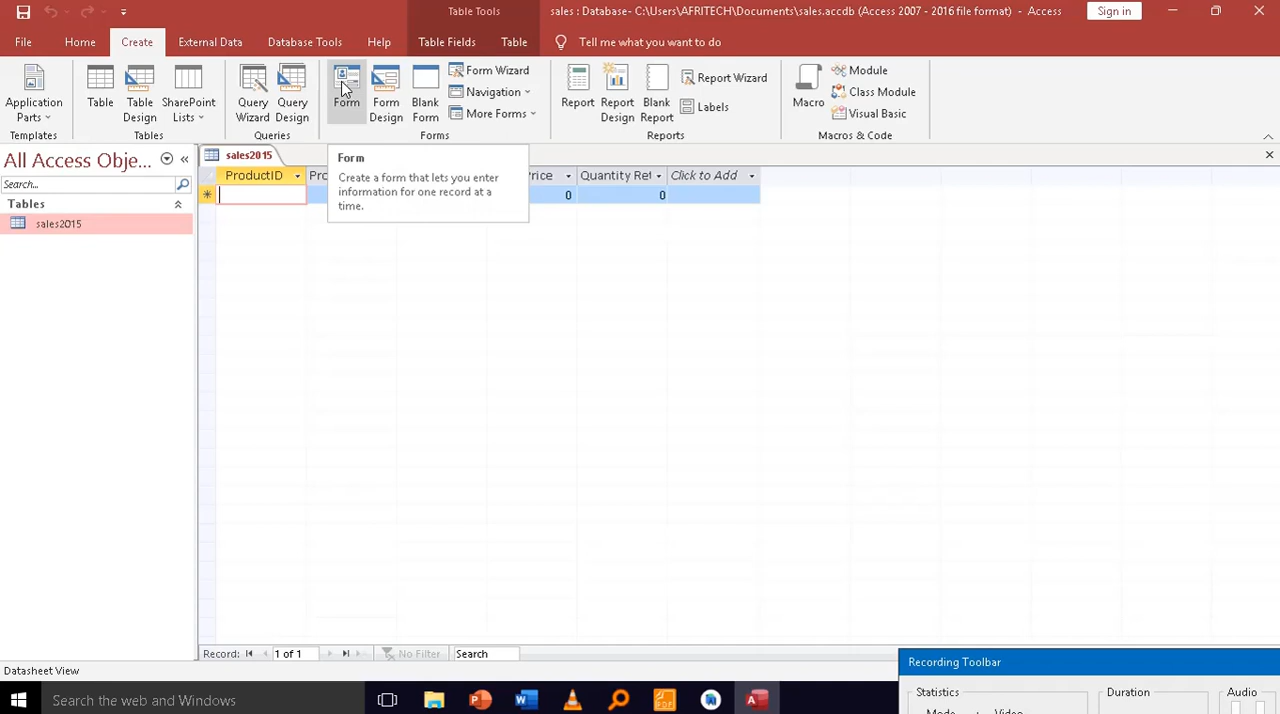 Table Tools
sales : Database- C:\Users\AFRITECH\Documents\sales.accdb (Access 2007 - 2016 file format) - Access
Sign in
File
Home
Create
External Data
Database Tools
Help
Table Fields
Table
Tell me what you want to do
Application
Parts
Templates
Table
Table
Design
SharePoint
Lists
Tables
Query
Wizard
Query
Design
Queries
Form
Form
Design
Blank
Form
Form Wizard
Navigation
More Forms
Forms
Report
Report
Design
Blank
Report
Report Wizard
Labels
Reports
Macro
Module
Class Module
Visual Basic
Macros & Code
All Access Obje...
Search...
Tables
sales2015
sales2015
ProductID
Pro
rice
Quantity Ret
Click to Add
0
0
Form
Create a form that lets you enter
information for one record at a
time.
Record:
1 of 1
No Filter
Search
Datasheet View
Recording Toolbar
Statistics
Duration
Audio
Mode
Video
Search the web and Windows